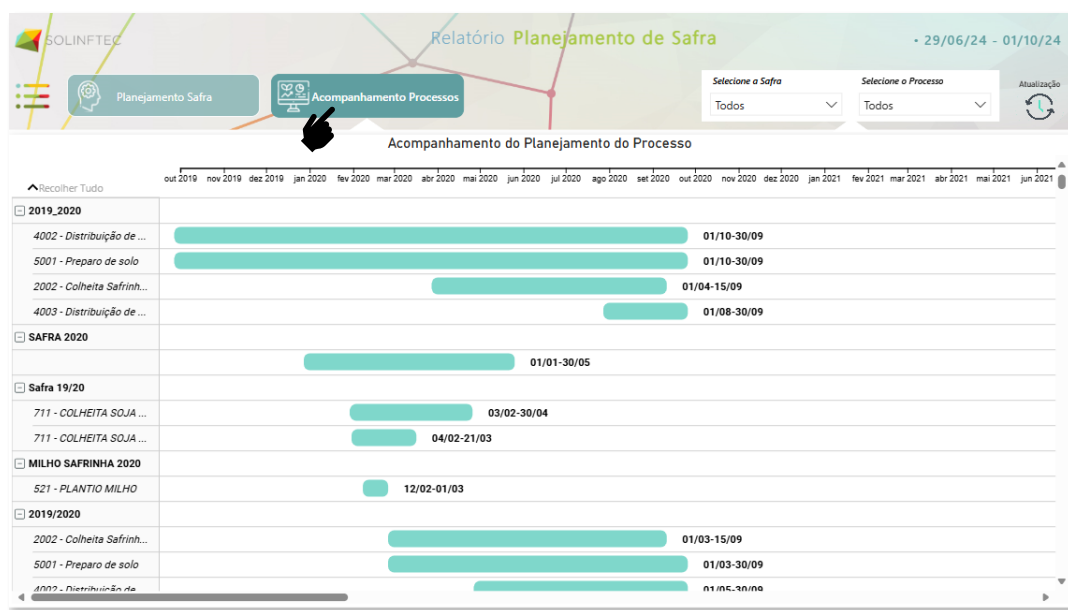 SOLINFTEC
Relatório Planejamento de Safra
• 29/06/24 - 01/10/24
Planejamento Safra
Acompanhamento Processos
Selecione a Safra
Todos
Selecione o Processo
Todos
Atualização
Acompanhamento do Planejamento do Processo
Recolher Tudo
out 2019 nov 2019 dez 2019 jan 2020 fev 2020 mar 2020 abr 2020 mai 2020 jun 2020 jul 2020 ago 2020 set 2020 out 2020 nov 2020 dez 2020 jan 2021 fev 2021 mar 2021 abr 2021 mai 2021 jun 2021
2019_2020
4002 - Distribuição de ... 01/10-30/09
5001 - Preparo de solo 01/10-30/09
2002 - Colheita Safrinh... 01/04-15/09
4003 - Distribuição de ... 01/08-30/09
SAFRA 2020
01/01-30/05
Safra 19/20
711 - COLHEITA SOJA ... 03/02-30/04
711 - COLHEITA SOJA ... 04/02-21/03
MILHO SAFRINHA 2020
521 - PLANTIO MILHO 12/02-01/03
2019/2020
2002 - Colheita Safrinh... 01/03-15/09
5001 - Preparo de solo 01/03-30/09
4002 - Distribuição de 01/05-30/09